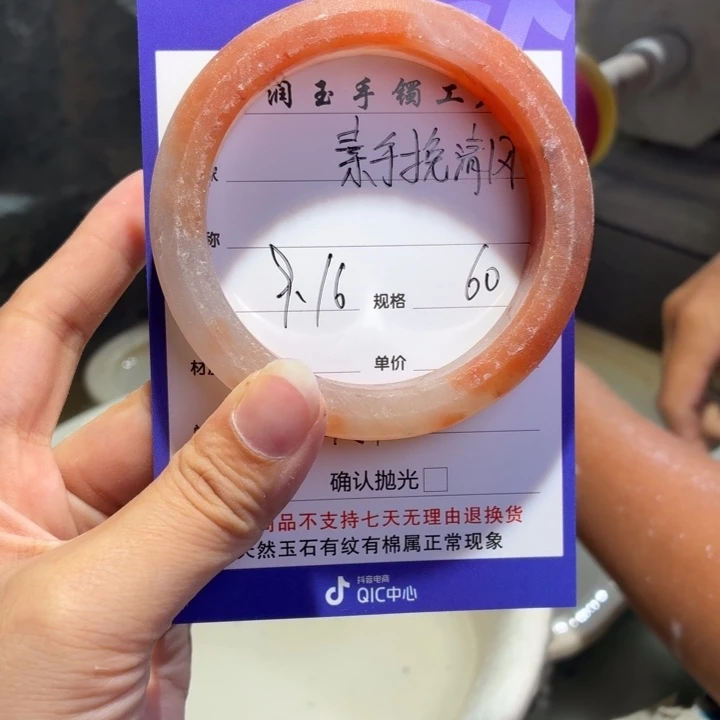 润玉手镯工
素手挽清风
称
8.16 规格 60
材 单价
确认抛光
商品不支持七天无理由退换货
天然玉石有纹有棉属正常现象
抖音电商
QIC中心